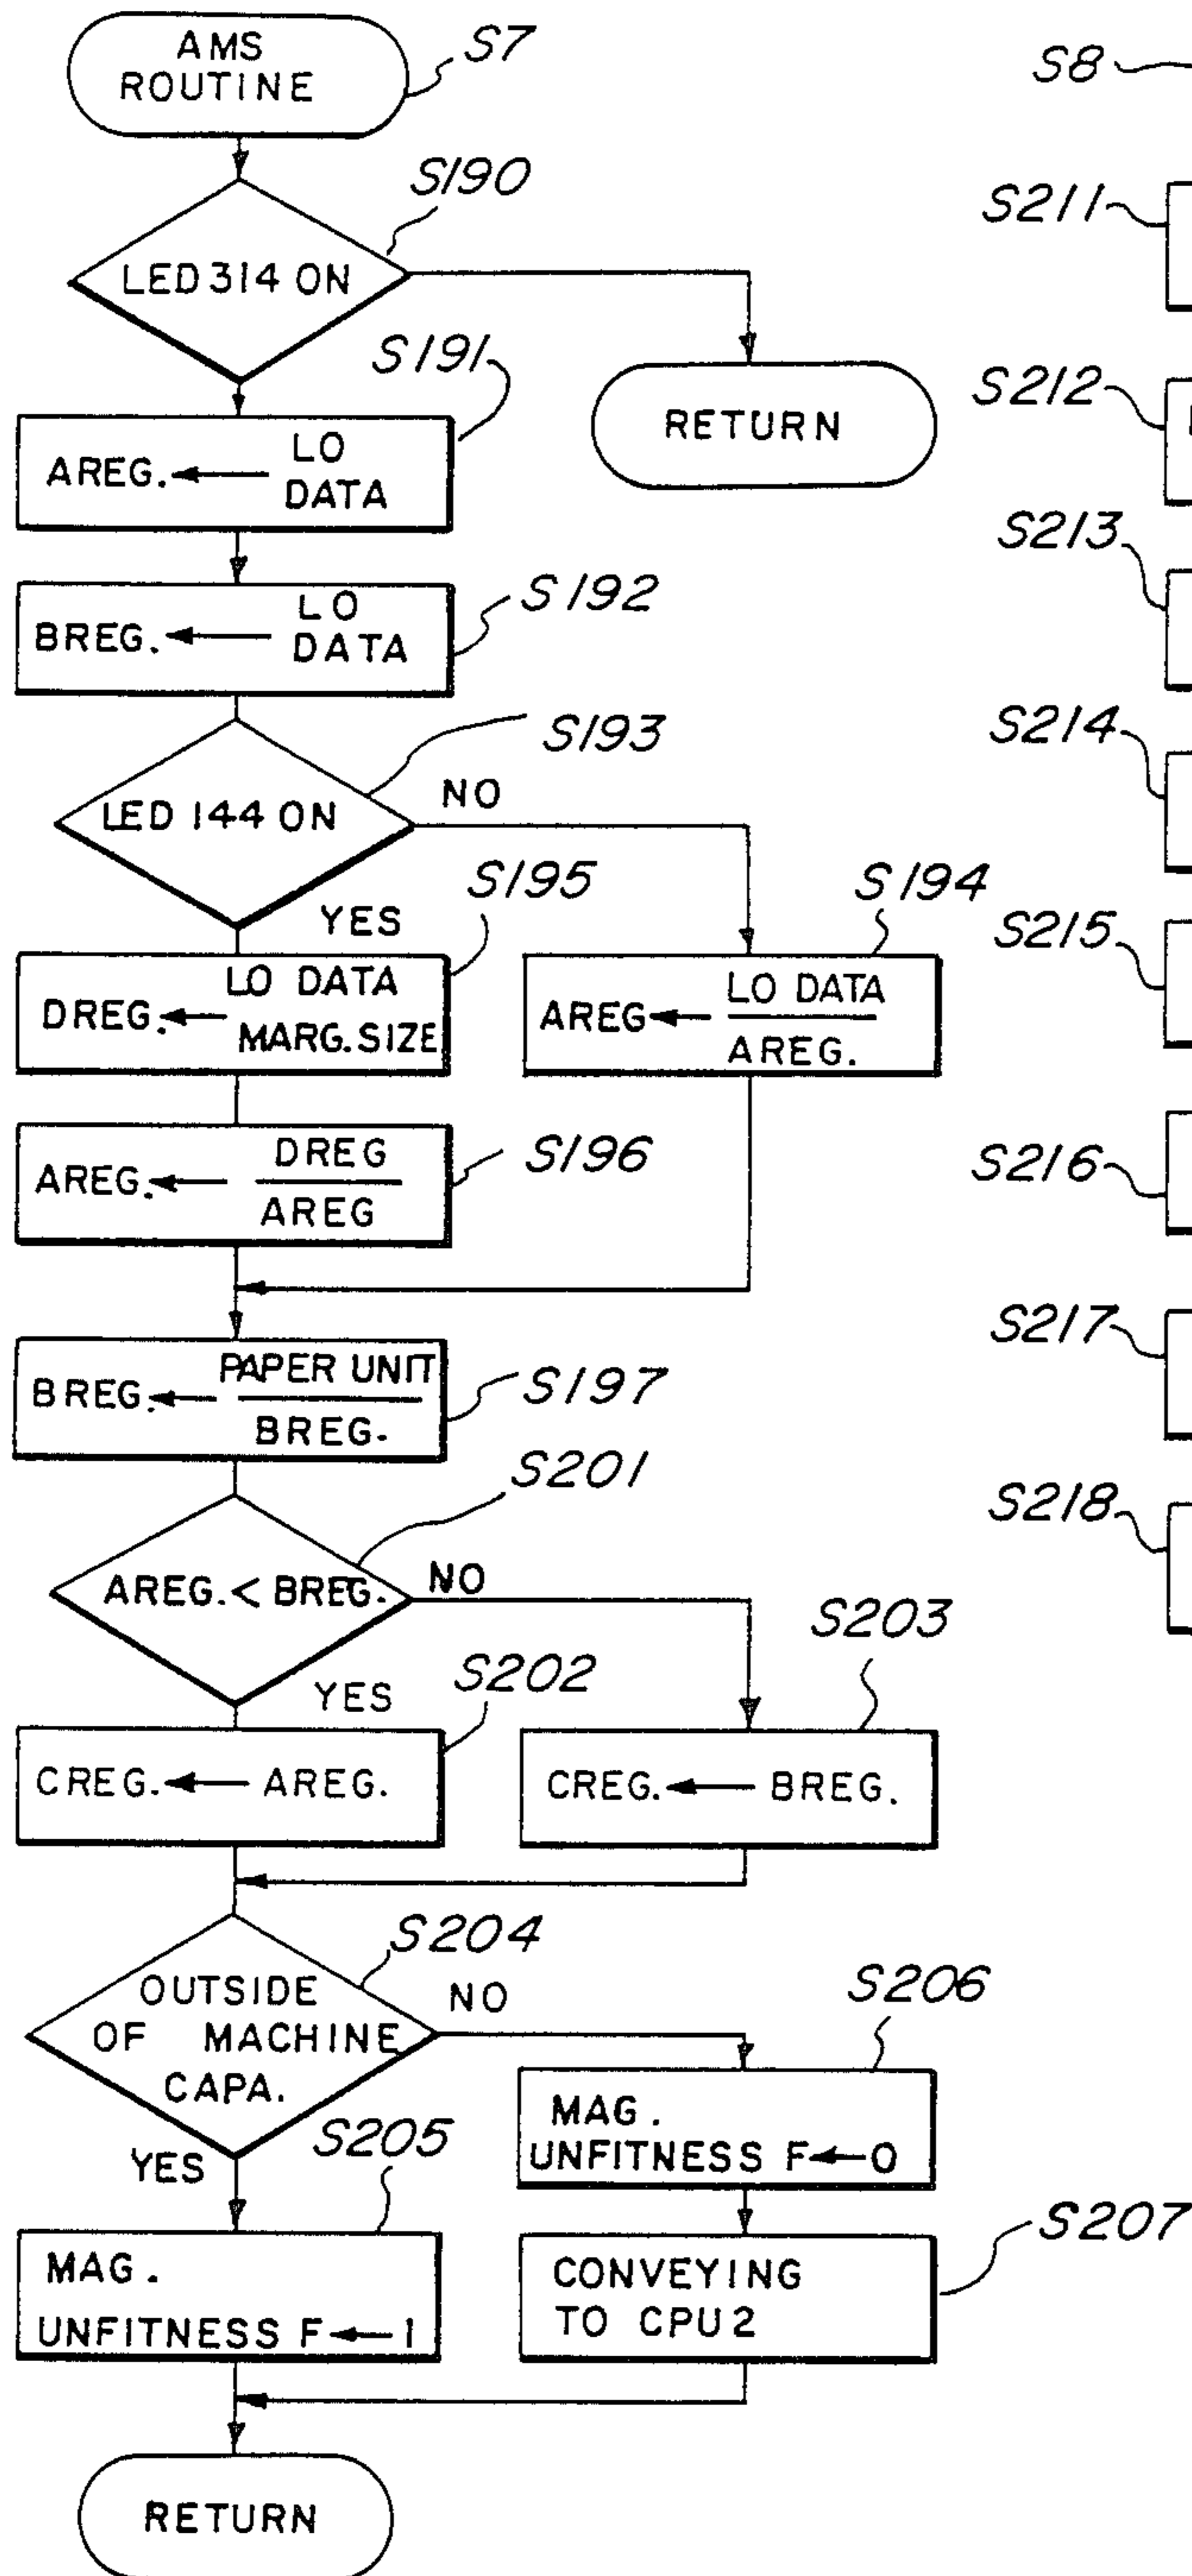 AMS
ROUTINE
S7
S190
LED 314 ON
RETURN
S191
AREG. ← LO
DATA
S192
BREG. ← LO
DATA
S193
LED 144 ON
NO
YES
S195
LO DATA
DREG. ←
MARG. SIZE
S194
LO DATA
AREG ←
AREG.
S196
DREG
AREG. ←
AREG
S197
PAPER UNIT
BREG. ←
BREG.
S201
AREG. < BREG.
NO
YES
S202
CREG. ← AREG.
S203
CREG. ← BREG.
S204
OUTSIDE
OF MACHINE
CAPA.
NO
YES
S206
MAG.
UNFITNESS F ← 0
S205
MAG.
UNFITNESS F ← 1
S207
CONVEYING
TO CPU 2
RETURN
S8
S211
S212
S213
S214
S215
S216
S217
S218